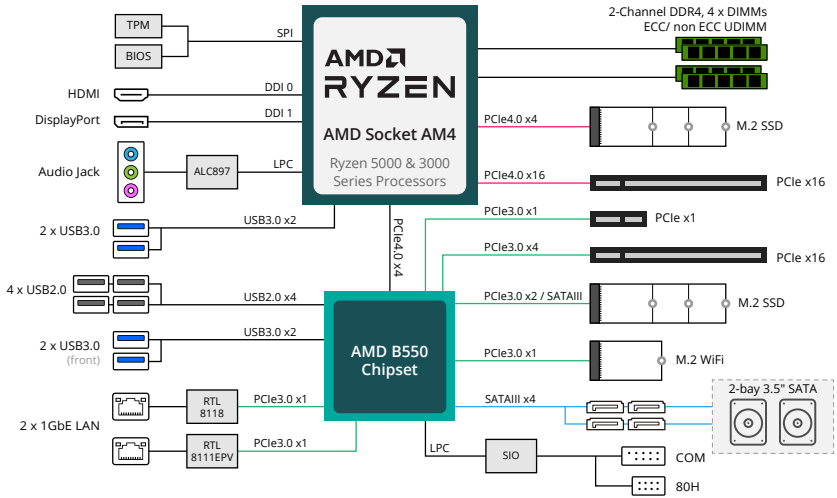 TPM
BIOS
SPI
HDMI
DDI 0
DisplayPort
DDI 1
Audio Jack
ALC897
LPC
2 x USB3.0
USB3.0 x2
AMD
RYZEN
AMD Socket AM4
Ryzen 5000 & 3000
Series Processors
2-Channel DDR4, 4 x DIMMs
ECC/ non ECC UDIMM
PCIe4.0 x4
M.2 SSD
PCIe4.0 x16
PCIe x16
PCIe3.0 x1
PCIe x1
PCIe4.0 x4
PCIe3.0 x4
PCIe x16
4 x USB2.0
USB2.0 x4
PCIe3.0 x2 / SATAIII
M.2 SSD
2 x USB3.0
(front)
USB3.0 x2
AMD B550
Chipset
PCIe3.0 x1
M.2 WiFi
2 x 1GbE LAN
RTL
8118
PCIe3.0 x1
RTL
8111EPV
PCIe3.0 x1
SATAIII x4
2-bay 3.5" SATA
LPC
SIO
COM
80H